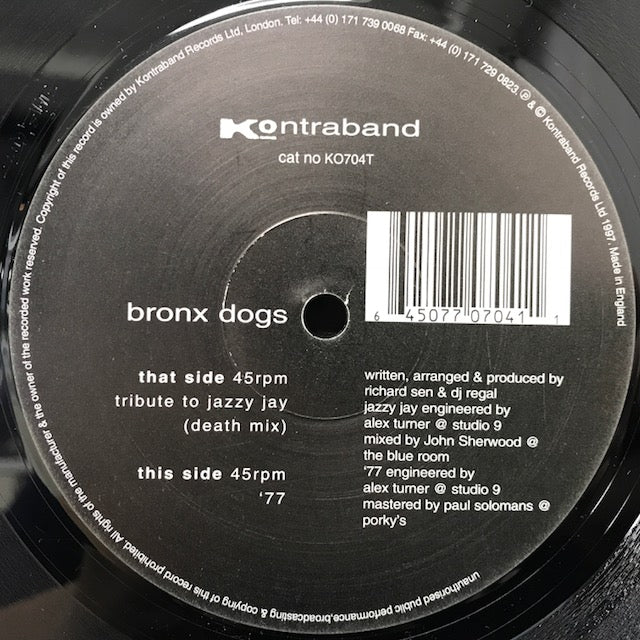 Kontraband
cat no KO704T
6 45077 07041 1
bronx dogs
that side 45rpm
tribute to jazzy jay
(death mix)
this side 45rpm
‘77
written, arranged & produced by
richard sen & dj regal
jazzy jay engineered by
alex turner @ studio 9
mixed by John Sherwood @
the blue room
‘77 engineered by
alex turner @ studio 9
mastered by paul solomans @
porky's
All rights of the manufacturer & the owner of the recorded work reserved. Copyright of this record is owned by Kontraband Records Ltd, London. Tel: +44 (0) 171 739 0068 Fax: +44 (0) 171 729 0823. ℗ & © Kontraband Records Ltd 1997. Made in England
unauthorised public performance,broadcasting & copying of this record prohibited.